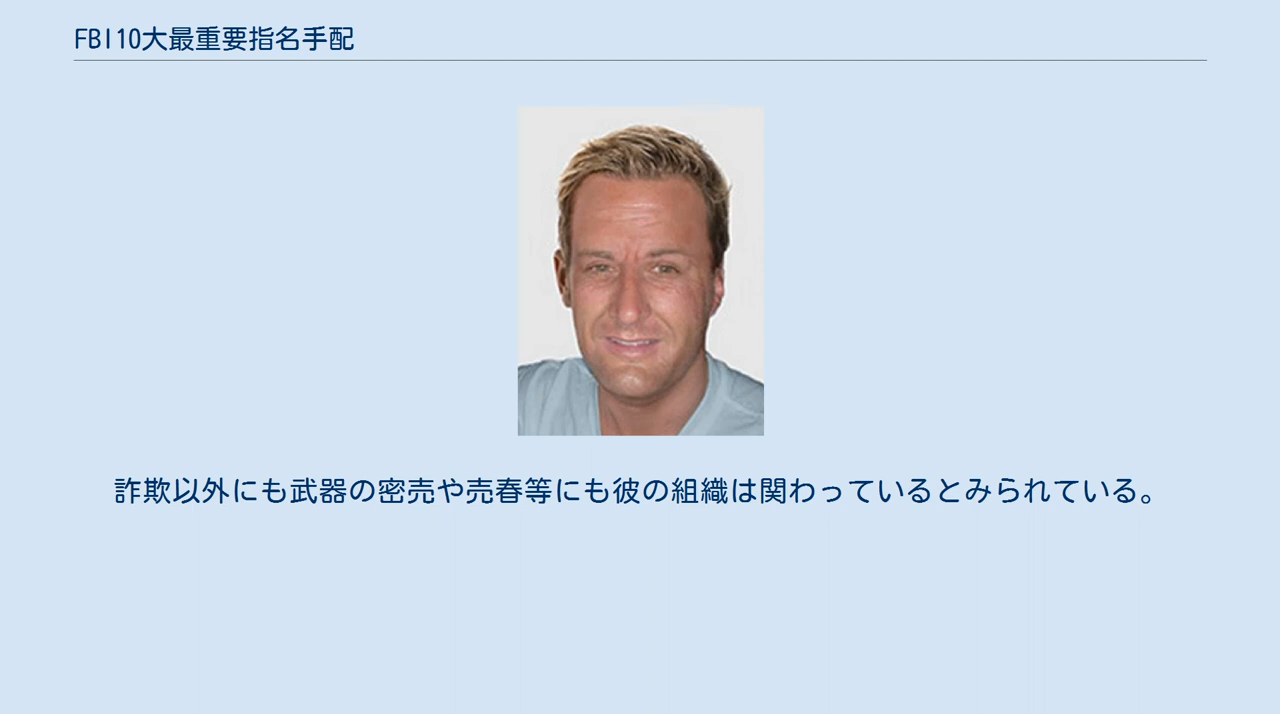 FBI10大最重要指名手配
詐欺以外にも武器の密売や売春等にも彼の組織は関わっているとみられている。